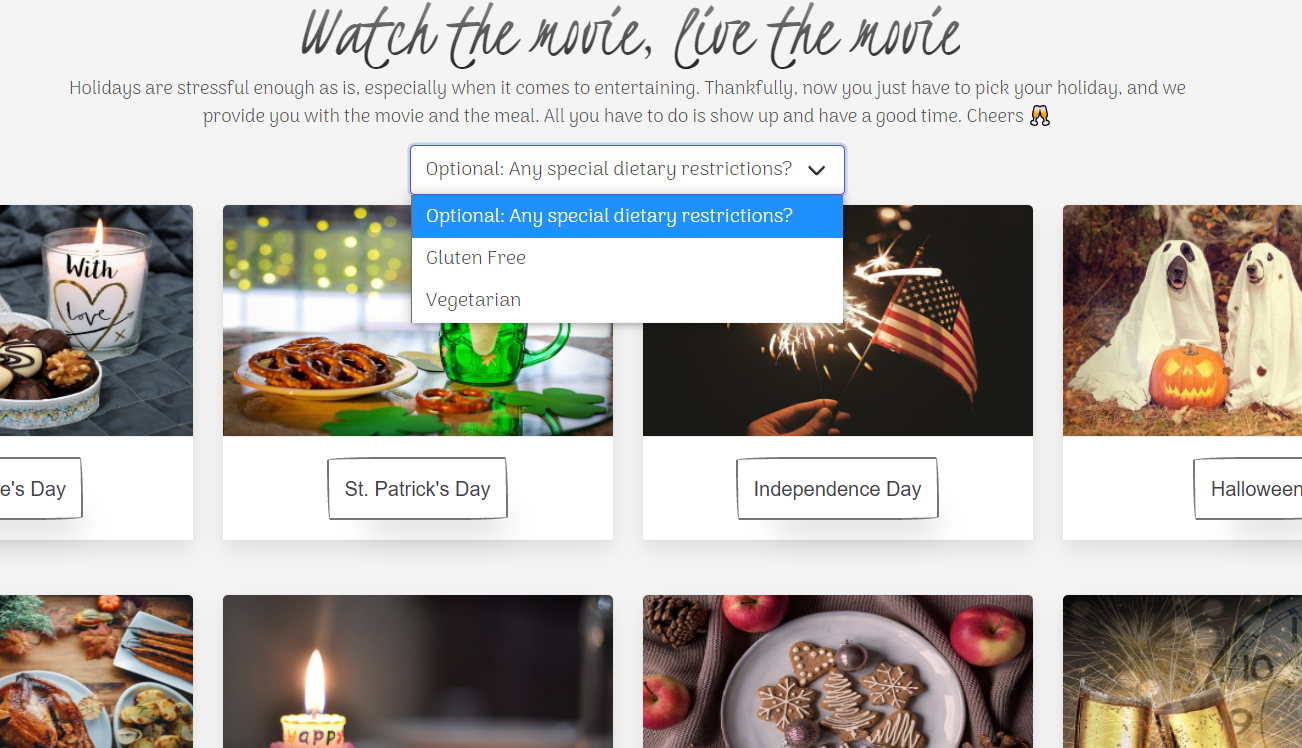 Watch the movie, live the movie
Holidays are stressful enough as is, especially when it comes to entertaining. Thankfully, now you just have to pick your holiday, and we
provide you with the movie and the meal. All you have to do is show up and have a good time. Cheers 🥂
Optional: Any special dietary restrictions?
Optional: Any special dietary restrictions?
Gluten Free
Vegetarian
With
Love
e's Day
St. Patrick's Day
Independence Day
Halloween
APP
10
9